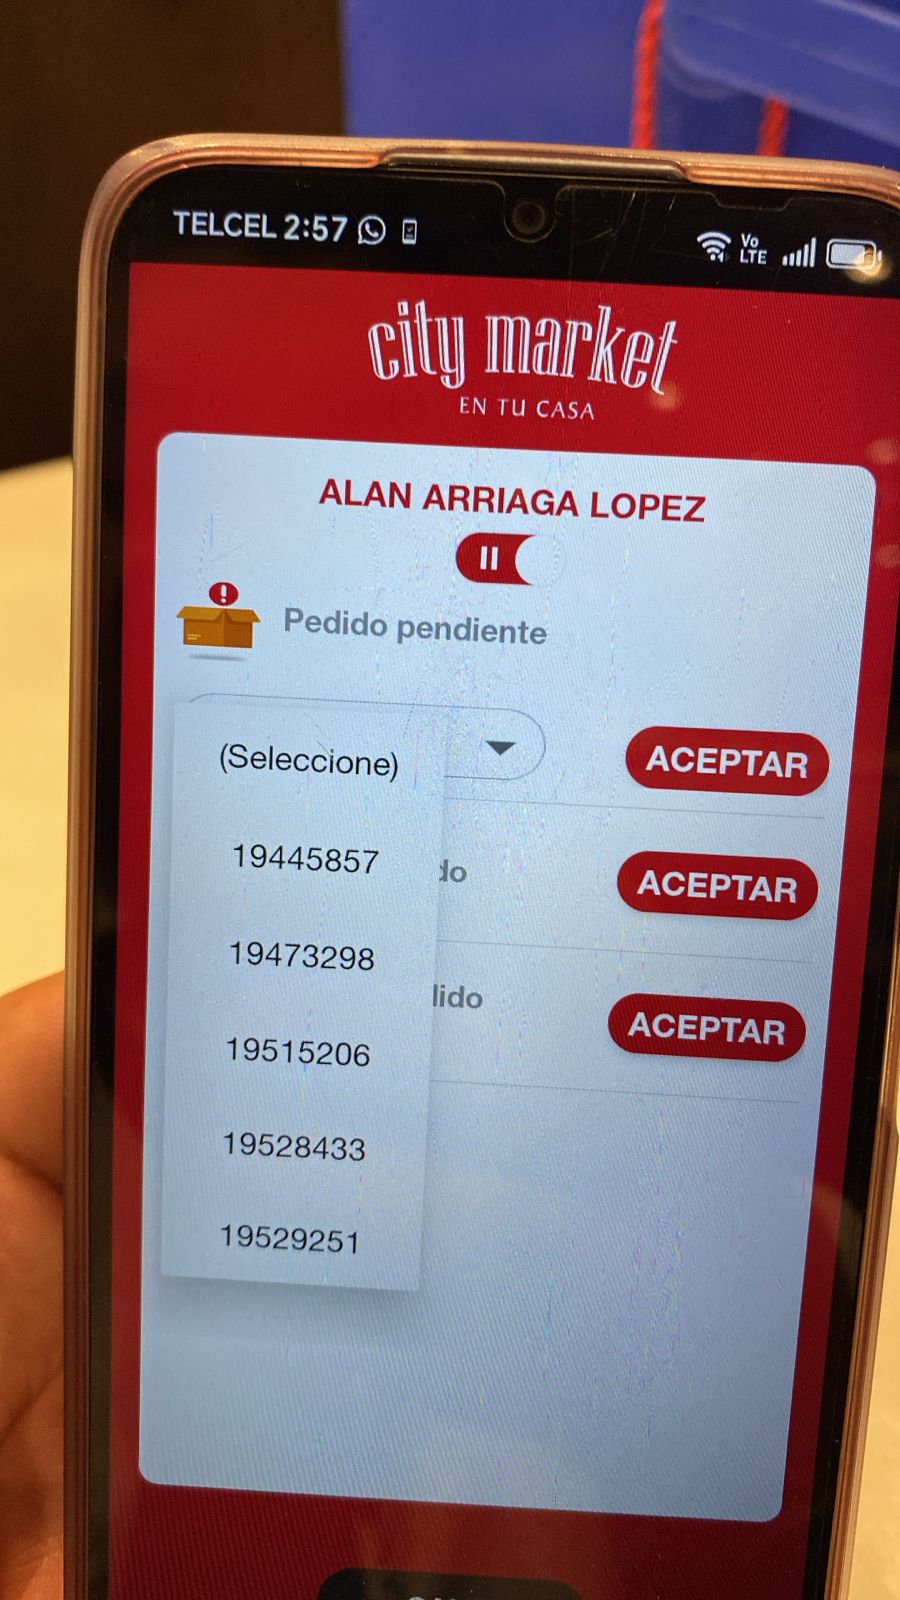 TELCEL 2:57
Vo
LTE
city market
EN TU CASA
ALAN ARRIAGA LOPEZ
Pedido pendiente
(Seleccione)
ACEPTAR
19445857
do
ACEPTAR
19473298
lido
ACEPTAR
19515206
19528433
19529251